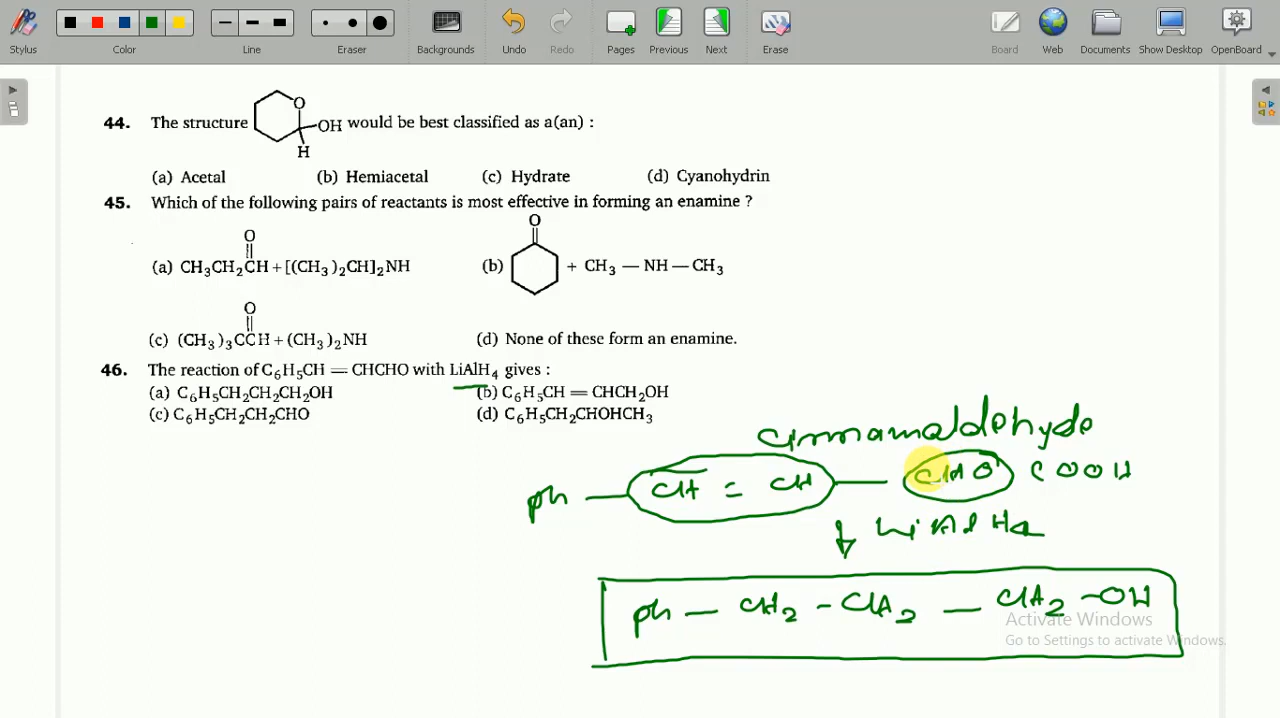 Stylus Color Line Eraser Backgrounds Undo Redo Pages Previous Next Erase Board Web Documents Show Desktop OpenBoard
44. The structure O OH H would be best classified as a(an) :
(a) Acetal (b) Hemiacetal (c) Hydrate (d) Cyanohydrin
45. Which of the following pairs of reactants is most effective in forming an enamine ?
(a) CH₃CH₂CH + [(CH₃)₂CH]₂NH (b) + CH₃ — NH — CH₃
O O
(c) (CH₃)₃CCH + (CH₃)₂NH (d) None of these form an enamine.
O
46. The reaction of C₆H₅CH = CHCHO with LiAlH₄ gives :
(a) C₆H₅CH₂CH₂CH₂OH (b) C₆H₅CH = CHCH₂OH
(c) C₆H₅CH₂CH₂CHO (d) C₆H₅CH₂CHOHCH₃
cinnamaldehyde
ph — CH = CH — CHO COOH
LiAlH₄
ph — CH₂ - CH₂ — CH₂ - OH
Activate Windows
Go to Settings to activate Windows.